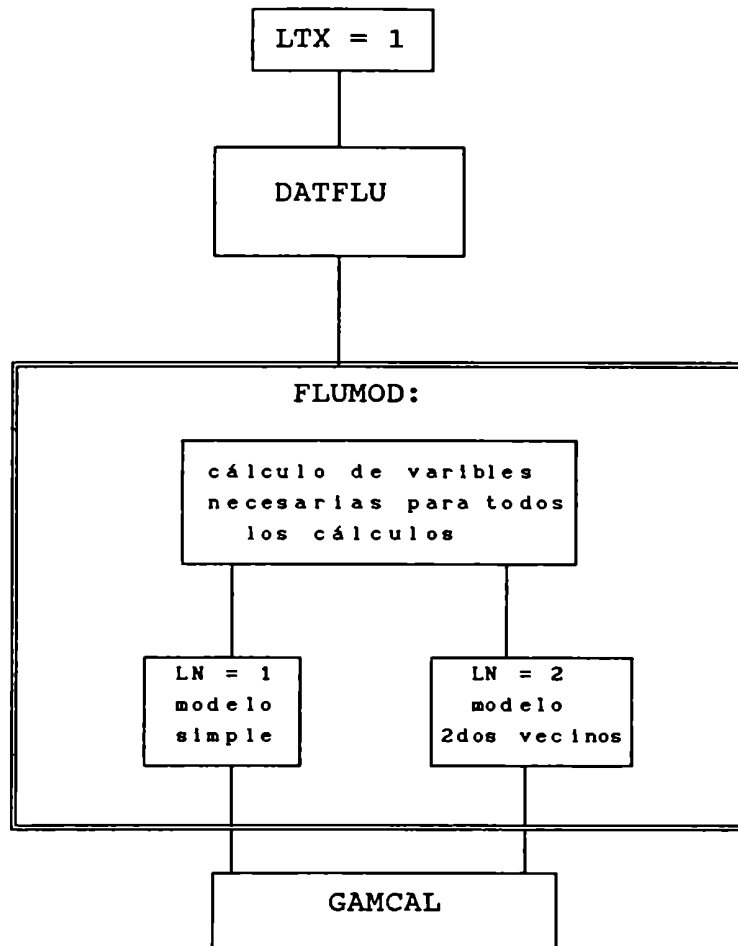 LTX = 1
DATFLU
FLUMOD:
cálculo de varibles
necesarias para todos
los cálculos
LN = 1
modelo
simple
LN = 2
modelo
2dos vecinos
GAMCAL